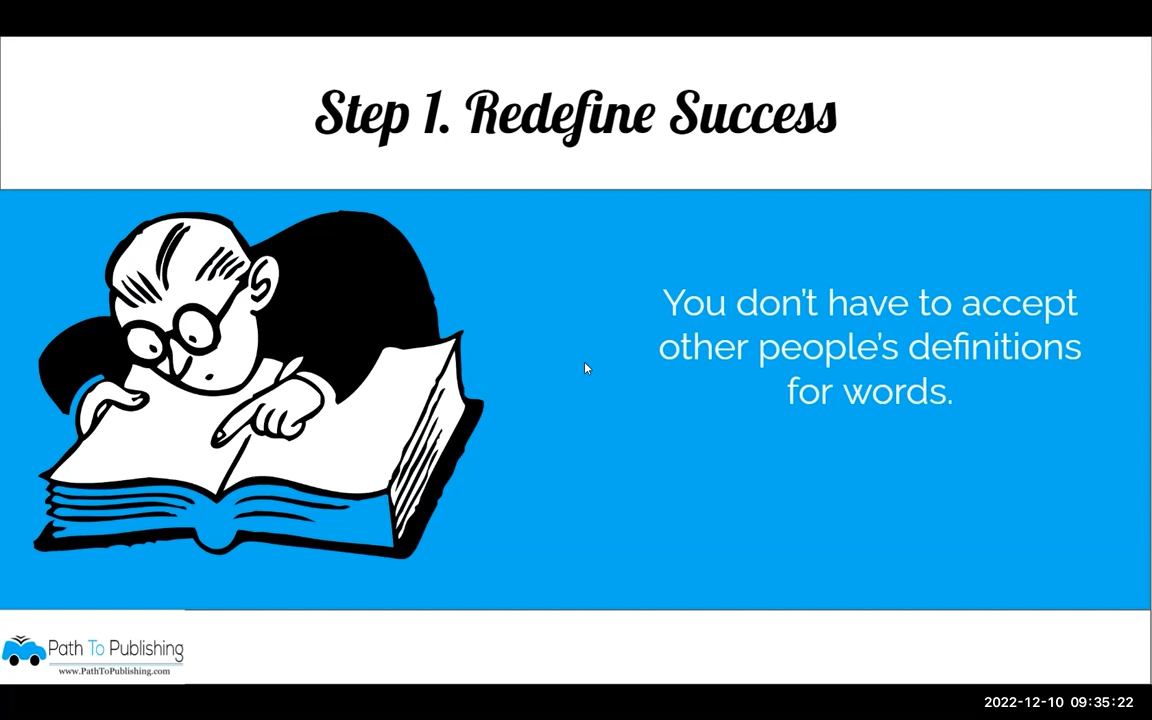 Step 1. Redefine Success
You don't have to accept
other people's definitions
for words.
Path To Publishing
www.PathToPublishing.com
2022-12-10 09:35:22